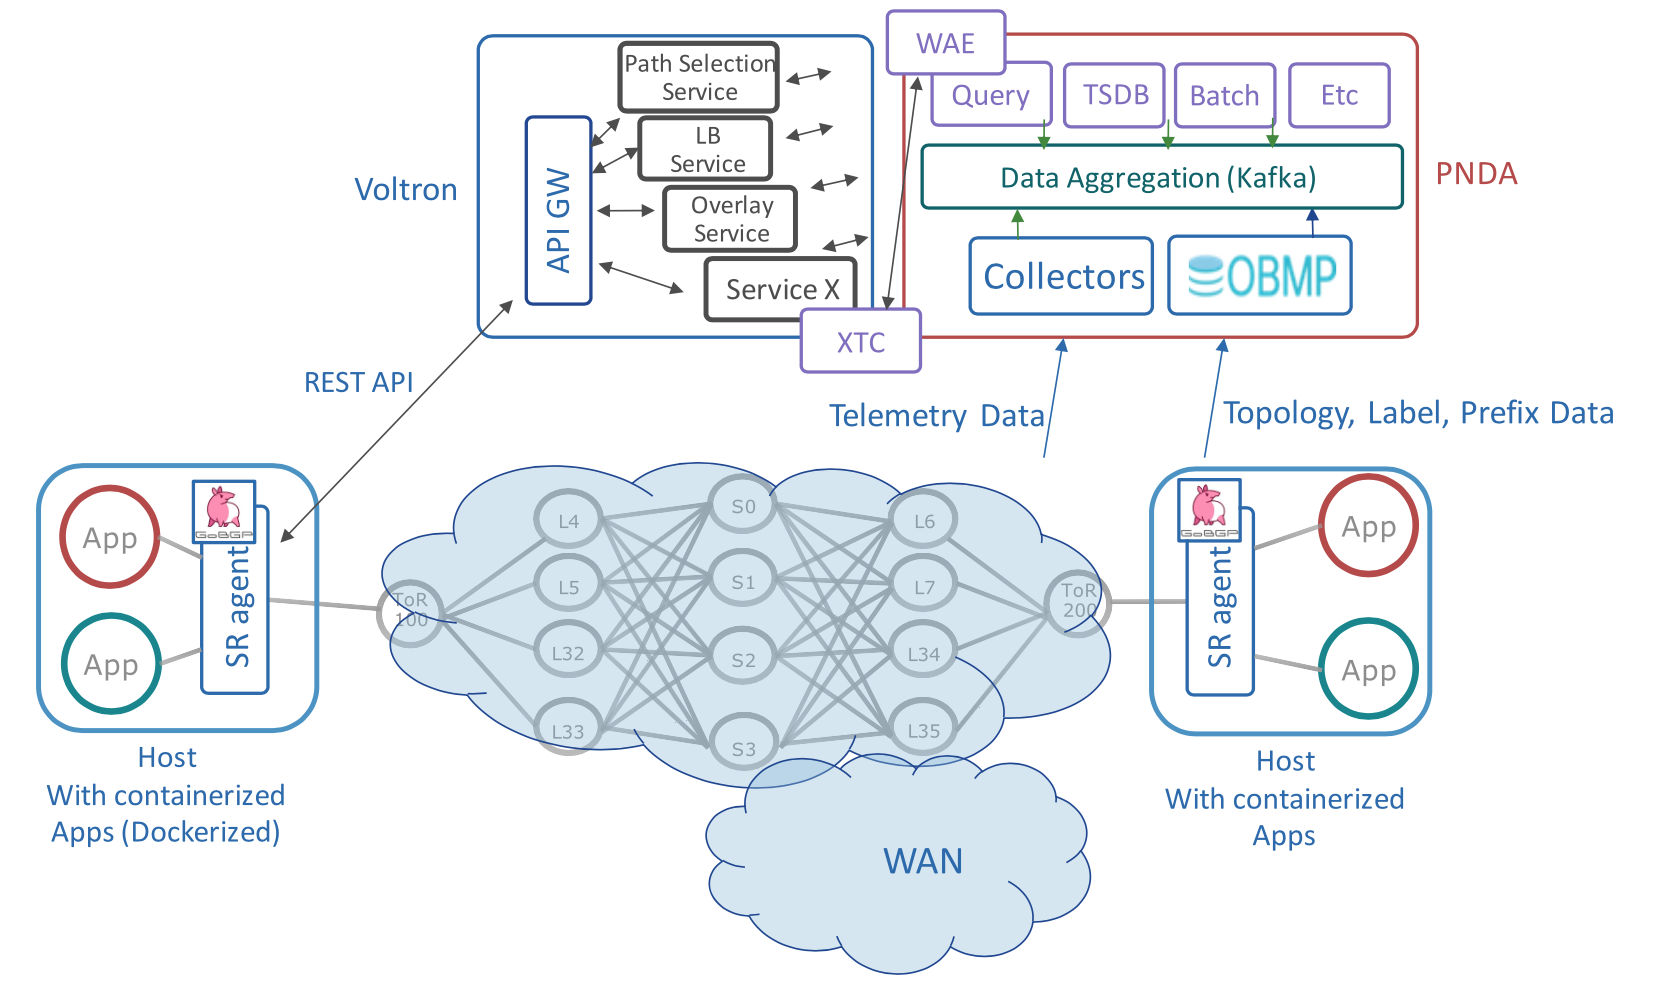 WAE
Path Selection
Service
Query
TSDB
Batch
Etc
LB
Service
Data Aggregation (Kafka)
PNDA
Voltron
API GW
Overlay
Service
Collectors
OBMP
Service X
XTC
REST API
Telemetry Data
Topology, Label, Prefix Data
App
GoBGP
SR agent
App
ToR
100
L4
L5
L32
L33
S0
S1
S2
S3
L6
L7
L34
L35
ToR
200
GoBGP
SR agent
App
App
Host
With containerized
Apps (Dockerized)
Host
With containerized
Apps
WAN